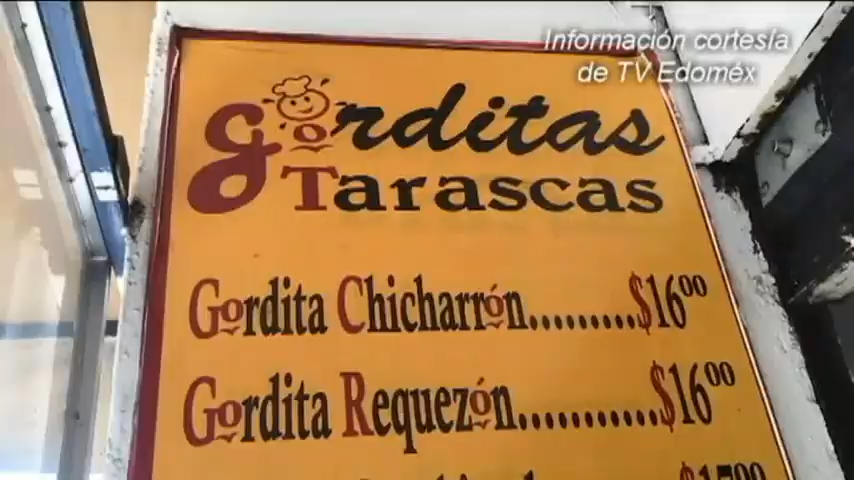 Información cortesía
de TV Edoméx
gorditas
Tarascas
Gordita Chicharrón..........$16.00
Gordita Requezón............$16.00